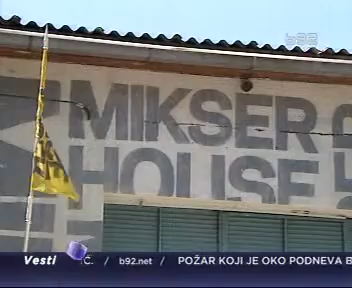 b92
MIKSER
HOUSE
Vesti
Č. / b92.net / POŽAR KOJI JE OKO PODNEVA B